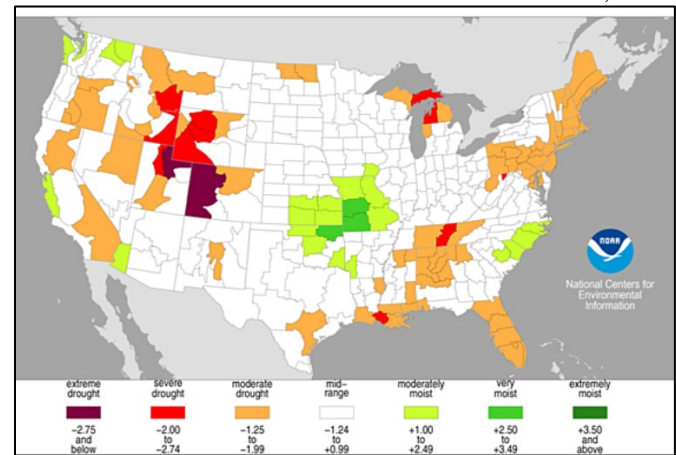 NOAA
National Centers for
Environmental
Information
extreme drought
severe drought
moderate drought
mid-range
moderately moist
very moist
extremely moist
−2.75 and below
−2.00 to −2.74
−1.25 to −1.99
−1.24 to +0.99
+1.00 to +2.49
+2.50 to +3.49
+3.50 and above